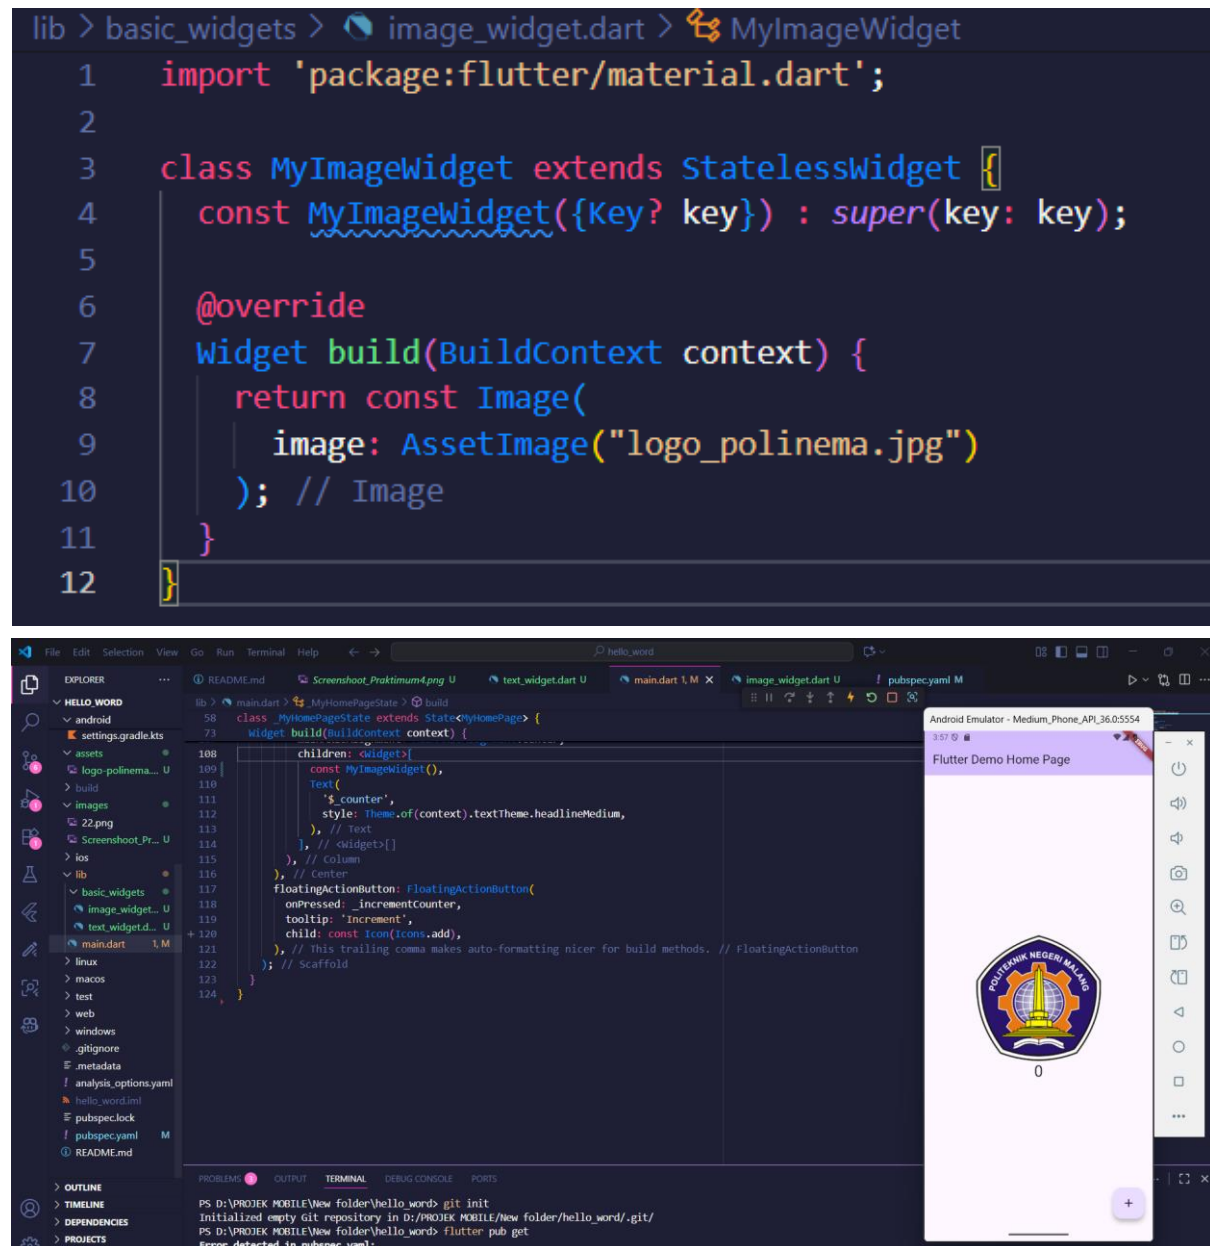 lib > basic_widgets > image_widget.dart > MyImageWidget
1 import 'package:flutter/material.dart';
2
3 class MyImageWidget extends StatelessWidget {
4 const MyImageWidget({Key? key}) : super(key: key);
5
6 @override
7 Widget build(BuildContext context) {
8 return const Image(
9 image: AssetImage("logo_polinema.jpg")
10 ); // Image
11 }
12 }
File Edit Selection View Go Run Terminal Help hello_word
EXPLORER ...
README.md Screenshot_Praktimum4.png U text_widget.dart U main.dart 1, M image_widget.dart U pubspec.yaml M
HELLO_WORD
android
settings.gradle.kts
assets
logo-polinema.... U
build
images
22.png
Screenshoot_Pr... U
ios
lib
basic_widgets
image_widget... U
text_widget.d... U
main.dart 1, M
linux
macos
test
web
windows
.gitignore
.metadata
analysis_options.yaml
hello_word.iml
pubspec.lock
pubspec.yaml M
README.md
OUTLINE
TIMELINE
DEPENDENCIES
PROJECTS
lib > main.dart > _MyHomePageState > build
58 class _MyHomePageState extends State<MyHomePage> {
73 Widget build(BuildContext context) {
108 children: <Widget>[
109 const MyImageWidget(),
110 Text(
111 '$_counter',
112 style: Theme.of(context).textTheme.headlineMedium,
113 ), // Text
114 ], // <Widget>[]
115 ), // Column
116 ), // Center
117 floatingActionButton: FloatingActionButton(
118 onPressed: _incrementCounter,
119 tooltip: 'Increment',
120 child: const Icon(Icons.add),
121 ), // This trailing comma makes auto-formatting nicer for build methods. // FloatingActionButton
122 ); // Scaffold
123 }
124 }
PROBLEMS 1 OUTPUT TERMINAL DEBUG CONSOLE PORTS
PS D:\PROJEK MOBILE\New folder\hello_word> git init
Initialized empty Git repository in D:/PROJEK MOBILE/New folder/hello_word/.git/
PS D:\PROJEK MOBILE\New folder\hello_word> flutter pub get
Error detected in pubspec.yaml:
Android Emulator - Medium_Phone_API_36.0:5554
3:57
Flutter Demo Home Page
POLITEKNIK NEGERI MALANG
0
+